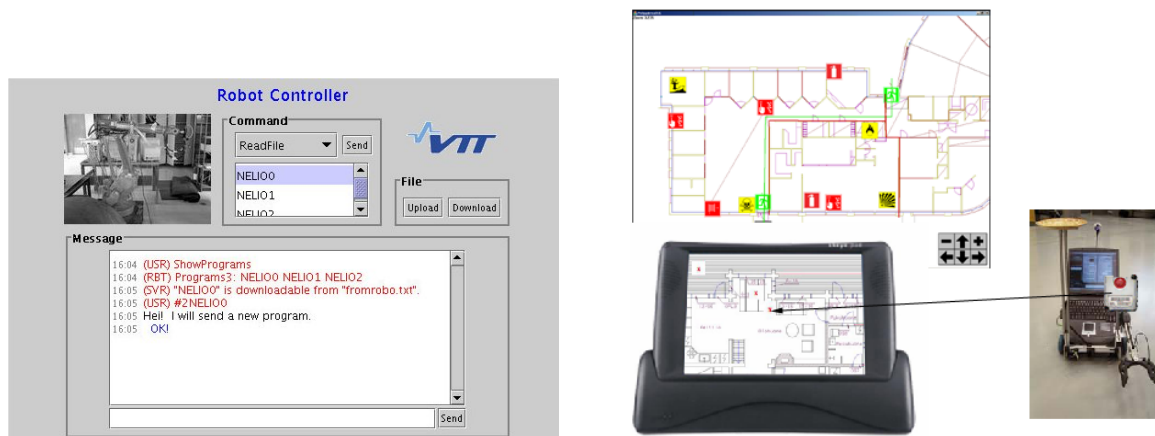 Robot Controller
Command
ReadFile
Send
NELIO0
NELIO1
NELIO2
VTT
File
Upload
Download
Message
16:04 (USR) ShowPrograms
16:04 (RBT) Programs3: NELIO0 NELIO1 NELIO2
16:05 (SVR) "NELIO0" is downloadable from "fromrobo.txt".
16:05 (USR) #2NELIO0
16:05 Hei! I will send a new program.
16:05 OK!
Send